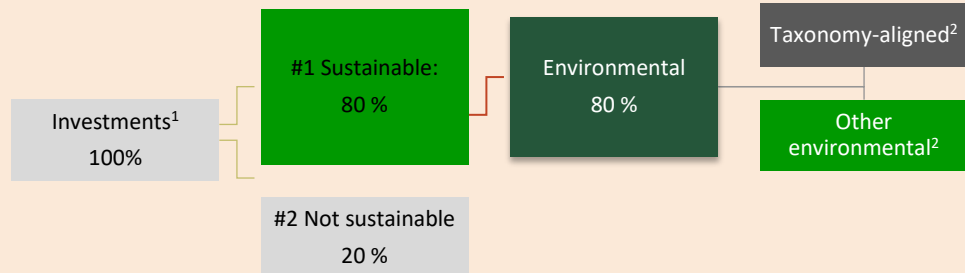 Investments¹
100%
#1 Sustainable:
80 %
#2 Not sustainable
20 %
Environmental
80 %
Taxonomy-aligned²
Other
environmental²